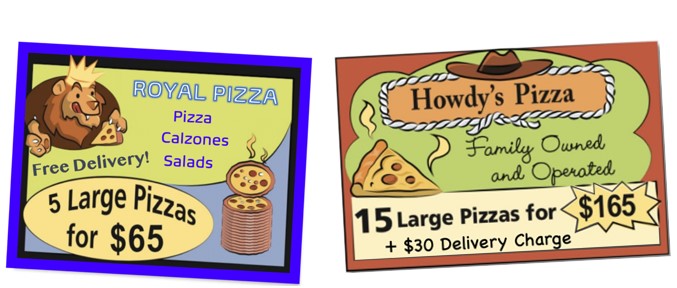 ROYAL PIZZA
Pizza
Calzones
Salads
Free Delivery!
5 Large Pizzas
for $65
Howdy's Pizza
Family Owned
and Operated
15 Large Pizzas for $165
+ $30 Delivery Charge